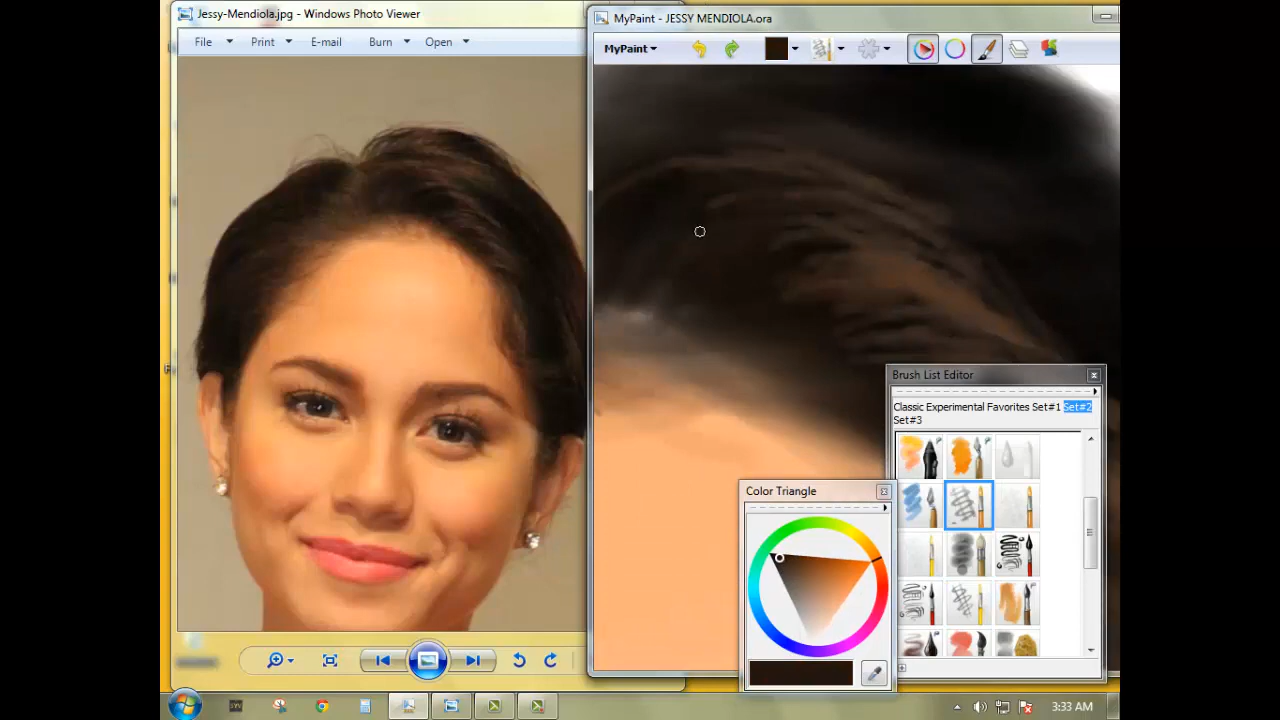 Jessy-Mendiola.jpg - Windows Photo Viewer
File Print E-mail Burn Open
MyPaint - JESSY MENDIOLA.ora
MyPaint
Brush List Editor
Classic Experimental Favorites Set#1 Set#2
Set#3
Color Triangle
SYV
3:33 AM